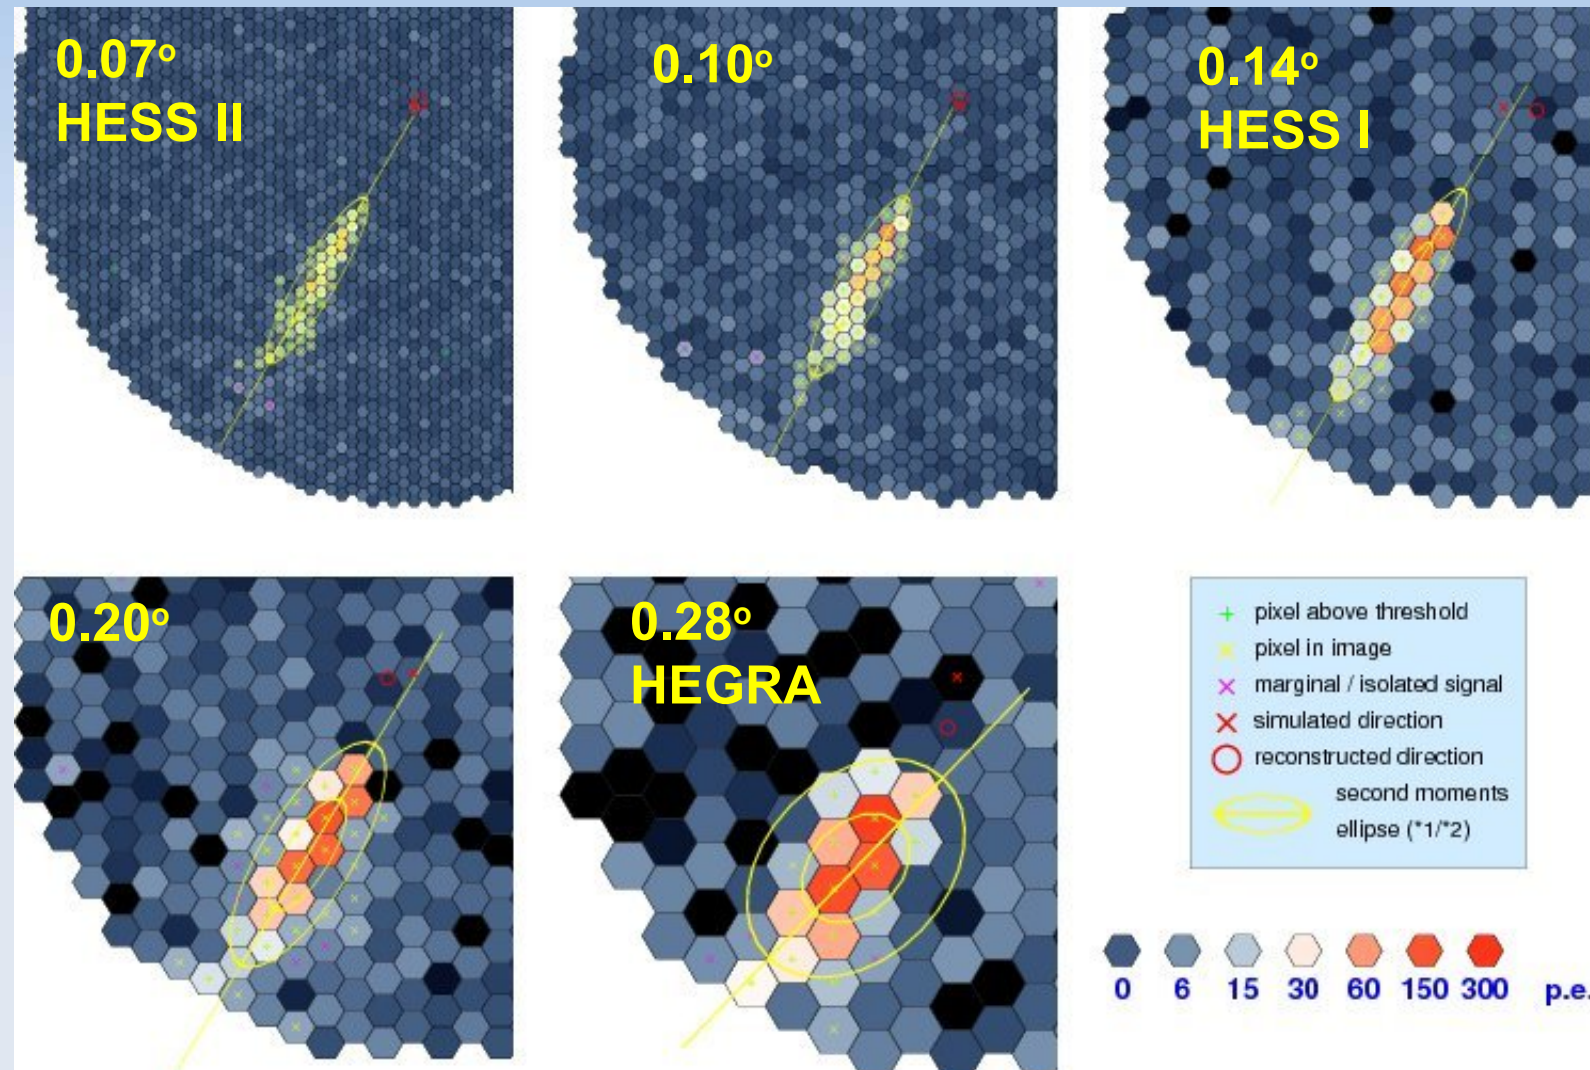 0.07°
HESS II
0.10°
0.14°
HESS I
0.20°
0.28°
HEGRA
+ pixel above threshold
× pixel in image
× marginal / isolated signal
× simulated direction
reconstructed direction
second moments
ellipse (*1/*2)
0 6 15 30 60 150 300 p.e.